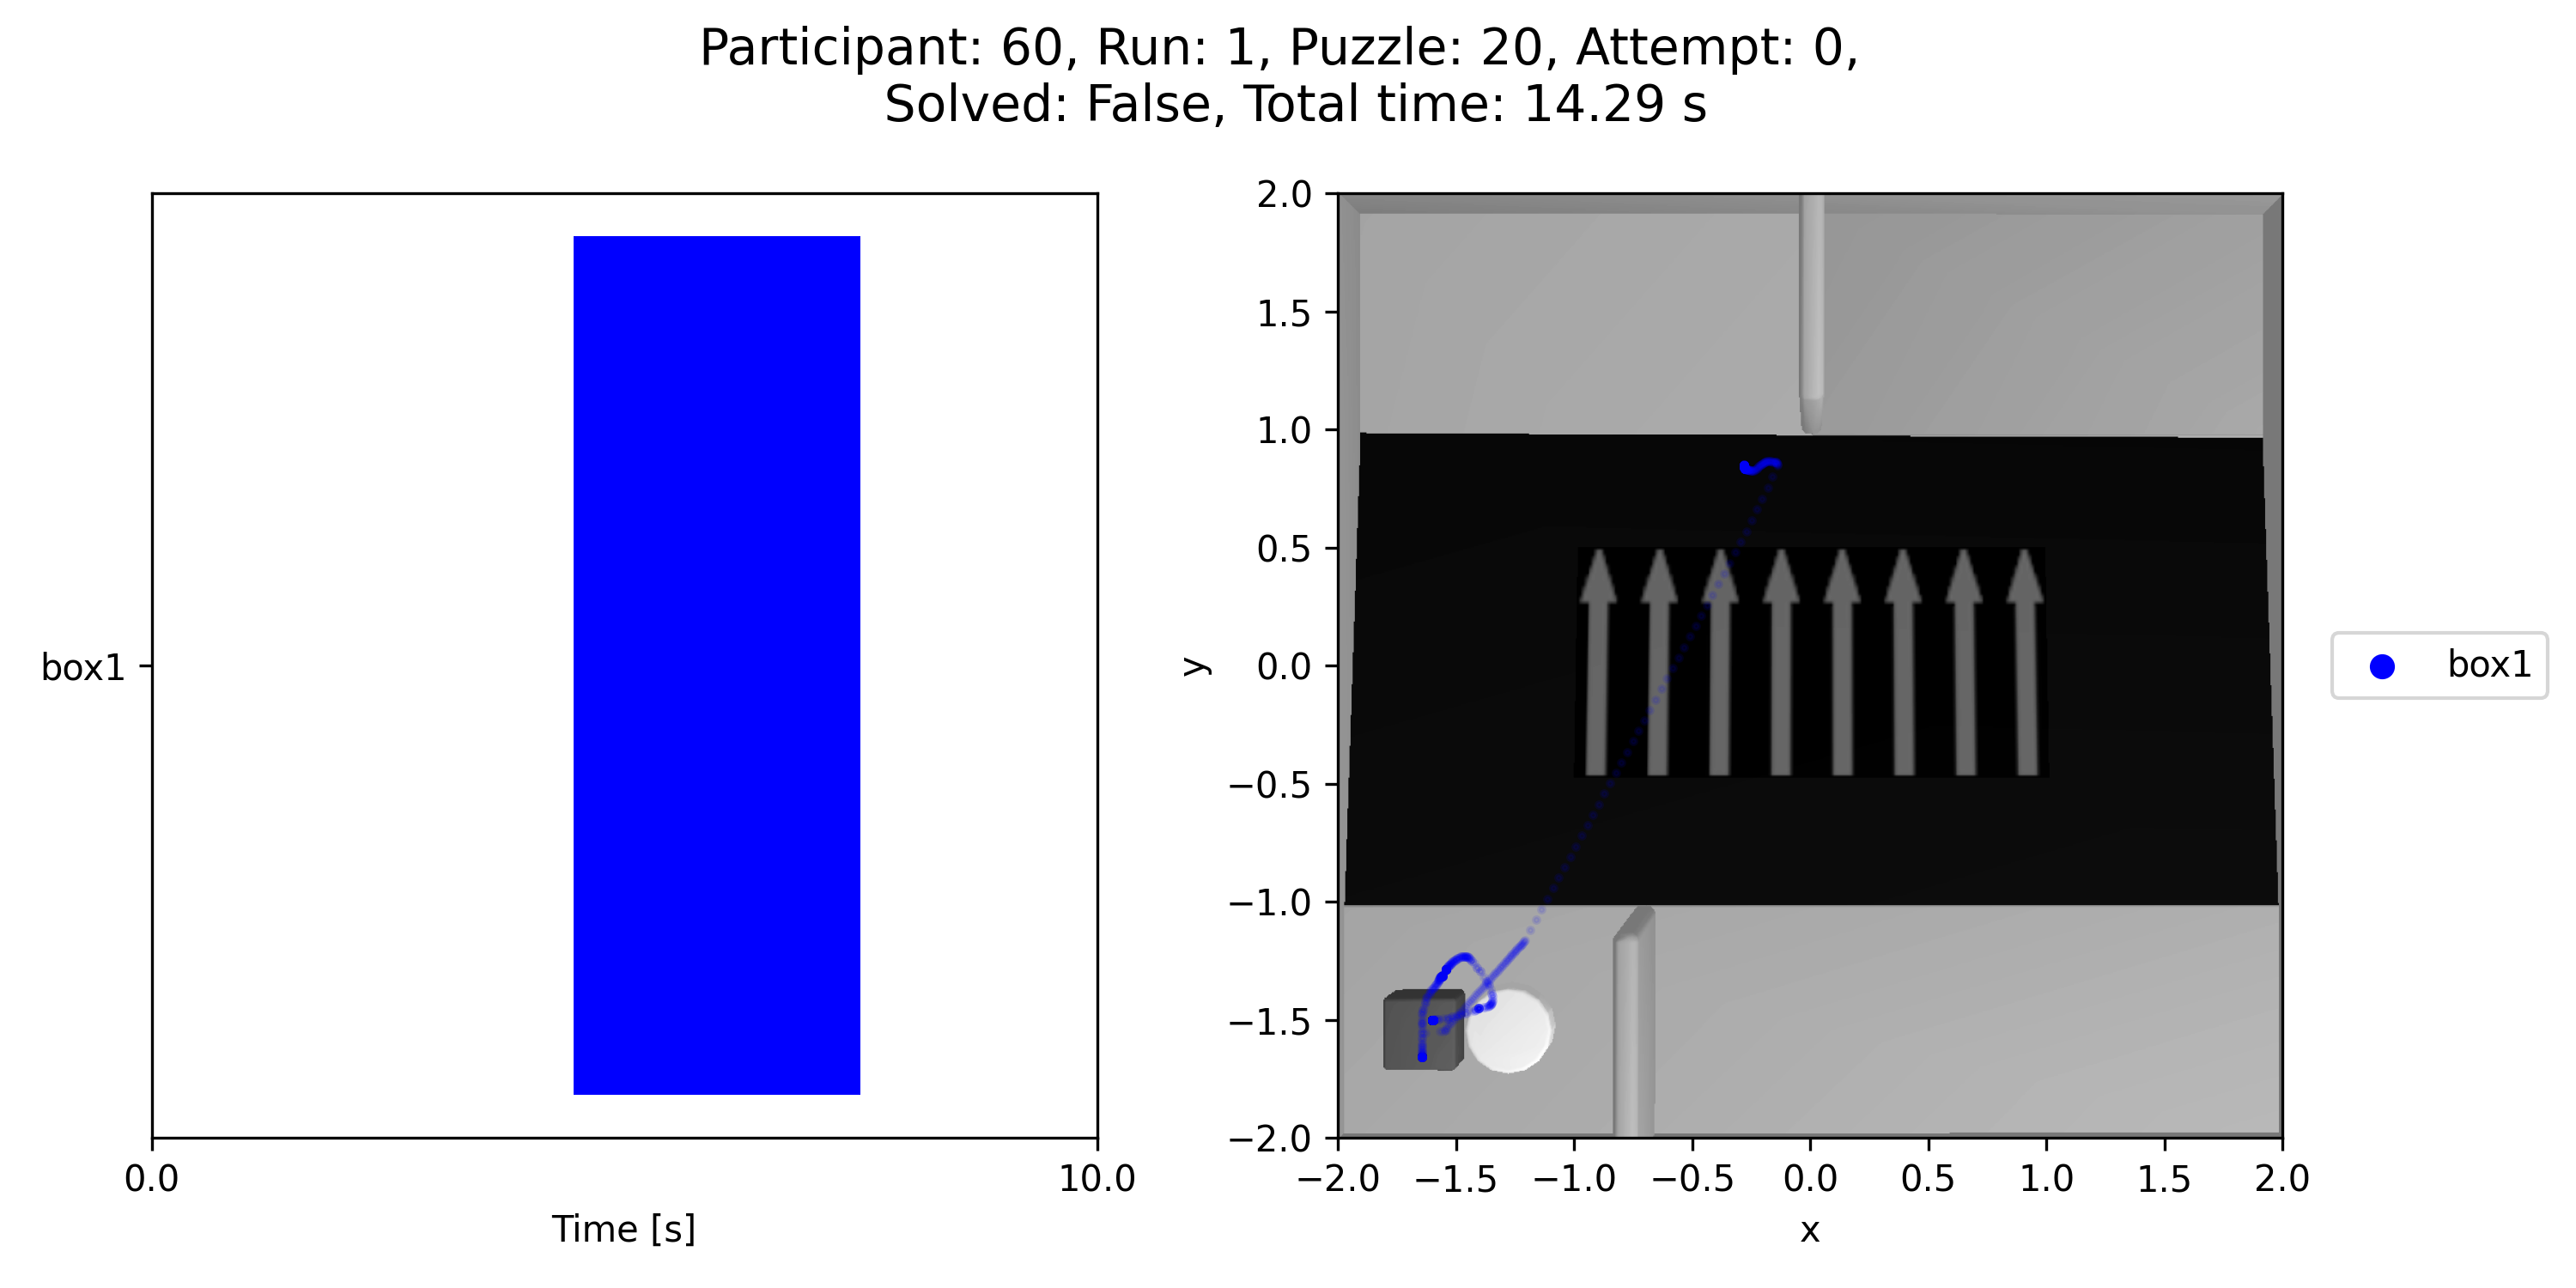 Participant: 60, Run: 1, Puzzle: 20, Attempt: 0,
Solved: False, Total time: 14.29 s
box1
0.0
10.0
Time [s]
y
2.0
1.5
1.0
0.5
0.0
−0.5
−1.0
−1.5
−2.0
−2.0 −1.5 −1.0 −0.5 0.0 0.5 1.0 1.5 2.0
x
box1